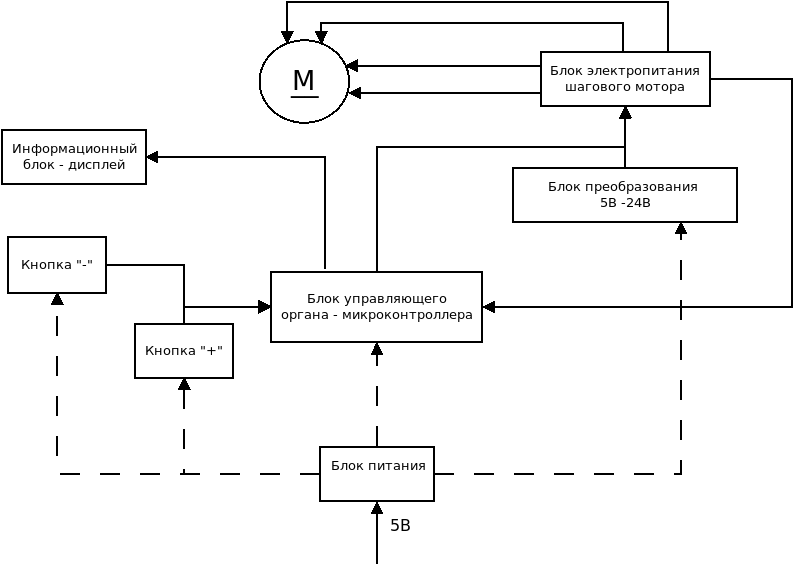 М
Блок электропитания
шагового мотора
Информационный
блок - дисплей
Блок преобразования
5В -24В
Кнопка "-"
Блок управляющего
органа - микроконтроллера
Кнопка "+"
Блок питания
5В